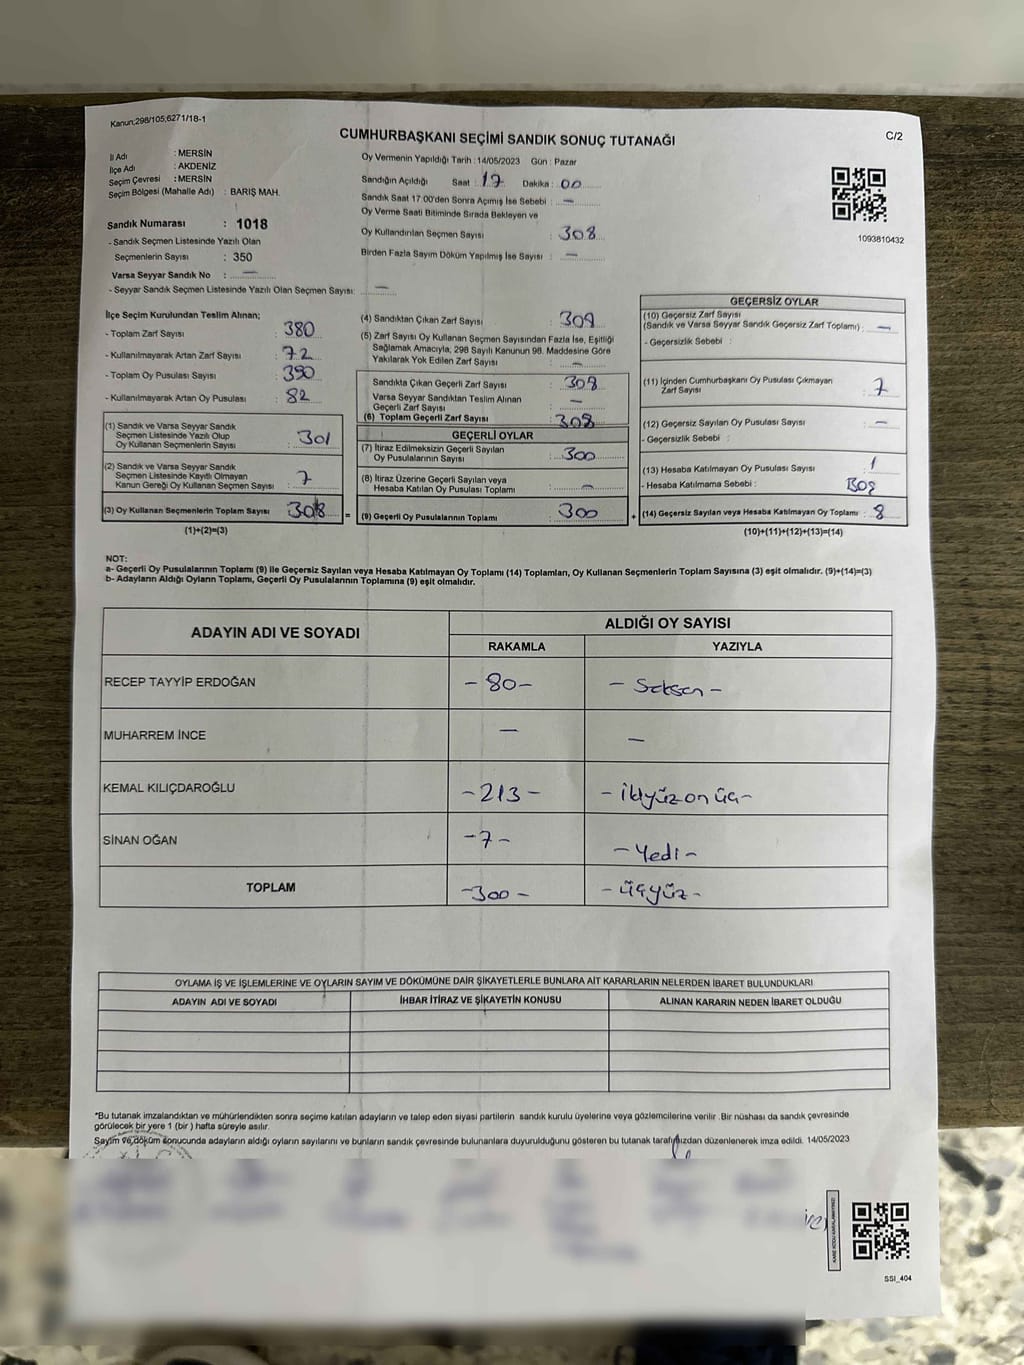 Kanun;298/105;6271/18-1
C/2
CUMHURBAŞKANI SEÇİMİ SANDIK SONUÇ TUTANAĞI
İl Adı : MERSİN
İlçe Adı : AKDENİZ
Seçim Çevresi : MERSİN
Seçim Bölgesi (Mahalle Adı) : BARIŞ MAH.
Sandık Numarası : 1018
- Sandık Seçmen Listesinde Yazılı Olan
Seçmenlerin Sayısı : 350
Varsa Seyyar Sandık No : —
- Seyyar Sandık Seçmen Listesinde Yazılı Olan Seçmen Sayısı: —
Oy Vermenin Yapıldığı Tarih : 14/05/2023 Gün : Pazar
Sandığın Açıldığı Saat : 17 Dakika : 00
Sandık Saat 17.00'den Sonra Açımış İse Sebebi : —
Oy Verme Saati Bitiminde Sırada Bekleyen ve
Oy Kullandırılan Seçmen Sayısı : 308
Birden Fazla Sayım Döküm Yapılmış İse Sayısı : —
1093810432
İlçe Seçim Kurulundan Teslim Alınan;
- Toplam Zarf Sayısı : 380
- Kullanılmayarak Artan Zarf Sayısı : 72
- Toplam Oy Pusulası Sayısı : 390
- Kullanılmayarak Artan Oy Pusulası : 82
(1) Sandık ve Varsa Seyyar Sandık
Seçmen Listesinde Yazılı Olup
Oy Kullanan Seçmenlerin Sayısı : 301
(2) Sandık ve Varsa Seyyar Sandık
Seçmen Listesinde Kayıtlı Olmayan
Kanun Gereği Oy Kullanan Seçmen Sayısı : 7
(3) Oy Kullanan Seçmenlerin Toplam Sayısı : 308 =
(1)+(2)=(3)
(4) Sandıktan Çıkan Zarf Sayısı : 308
(5) Zarf Sayısı Oy Kullanan Seçmen Sayısından Fazla İse, Eşitliği
Sağlamak Amacıyla, 298 Sayılı Kanunun 98. Maddesine Göre
Yakılarak Yok Edilen Zarf Sayısı : —
Sandıkta Çıkan Geçerli Zarf Sayısı : 308
Varsa Seyyar Sandıktan Teslim Alınan
Geçerli Zarf Sayısı : —
(6) Toplam Geçerli Zarf Sayısı : 308
GEÇERLİ OYLAR
(7) İtiraz Edilmeksizin Geçerli Sayılan
Oy Pusulalarının Sayısı : 300
(8) İtiraz Üzerine Geçerli Sayılan veya
Hesaba Katılan Oy Pusulası Toplamı : —
(9) Geçerli Oy Pusulalarının Toplamı : 300 +
GEÇERSİZ OYLAR
(10) Geçersiz Zarf Sayısı
(Sandık ve Varsa Seyyar Sandık Geçersiz Zarf Toplamı) : —
- Geçersizlik Sebebi :
(11) İçinden Cumhurbaşkanı Oy Pusulası Çıkmayan
Zarf Sayısı : 7
(12) Geçersiz Sayılan Oy Pusulası Sayısı : —
- Geçersizlik Sebebi :
(13) Hesaba Katılmayan Oy Pusulası Sayısı : 1
- Hesaba Katılmama Sebebi : Boş
(14) Geçersiz Sayılan veya Hesaba Katılmayan Oy Toplamı : 8
(10)+(11)+(12)+(13)=(14)
NOT:
a- Geçerli Oy Pusulalarının Toplamı (9) ile Geçersiz Sayılan veya Hesaba Katılmayan Oy Toplamı (14) Toplamları, Oy Kullanan Seçmenlerin Toplam Sayısına (3) eşit olmalıdır. (9)+(14)=(3)
b- Adayların Aldığı Oyların Toplamı, Geçerli Oy Pusulalarının Toplamına (9) eşit olmalıdır.
ADAYIN ADI VE SOYADI
ALDIĞI OY SAYISI
RAKAMLA YAZIYLA
RECEP TAYYİP ERDOĞAN -80- - Seksen -
MUHARREM İNCE — —
KEMAL KILIÇDAROĞLU -213- - İkiyüz on üç -
SİNAN OĞAN -7- - Yedi -
TOPLAM -300- - Üçyüz -
OYLAMA İŞ VE İŞLEMLERİNE VE OYLARIN SAYIM VE DÖKÜMÜNE DAİR ŞİKAYETLERLE BUNLARA AİT KARARLARIN NELERDEN İBARET BULUNDUKLARI
ADAYIN ADI VE SOYADI İHBAR İTİRAZ VE ŞİKAYETİN KONUSU ALINAN KARARIN NEDEN İBARET OLDUĞU
*Bu tutanak imzalandıktan ve mühürlendikten sonra seçime katılan adayların ve talep eden siyasi partilerin sandık kurulu üyelerine veya gözlemcilerine verilir .Bir nüshası da sandık çevresinde
görülecek bir yere 1 (bir ) hafta süreyle asılır.
Sayım ve döküm sonucunda adayların aldığı oyların sayılarını ve bunların sandık çevresinde bulunanlara duyurulduğunu gösteren bu tutanak tarafımızdan düzenlenerek imza edildi. 14/05/2023
SSI_404